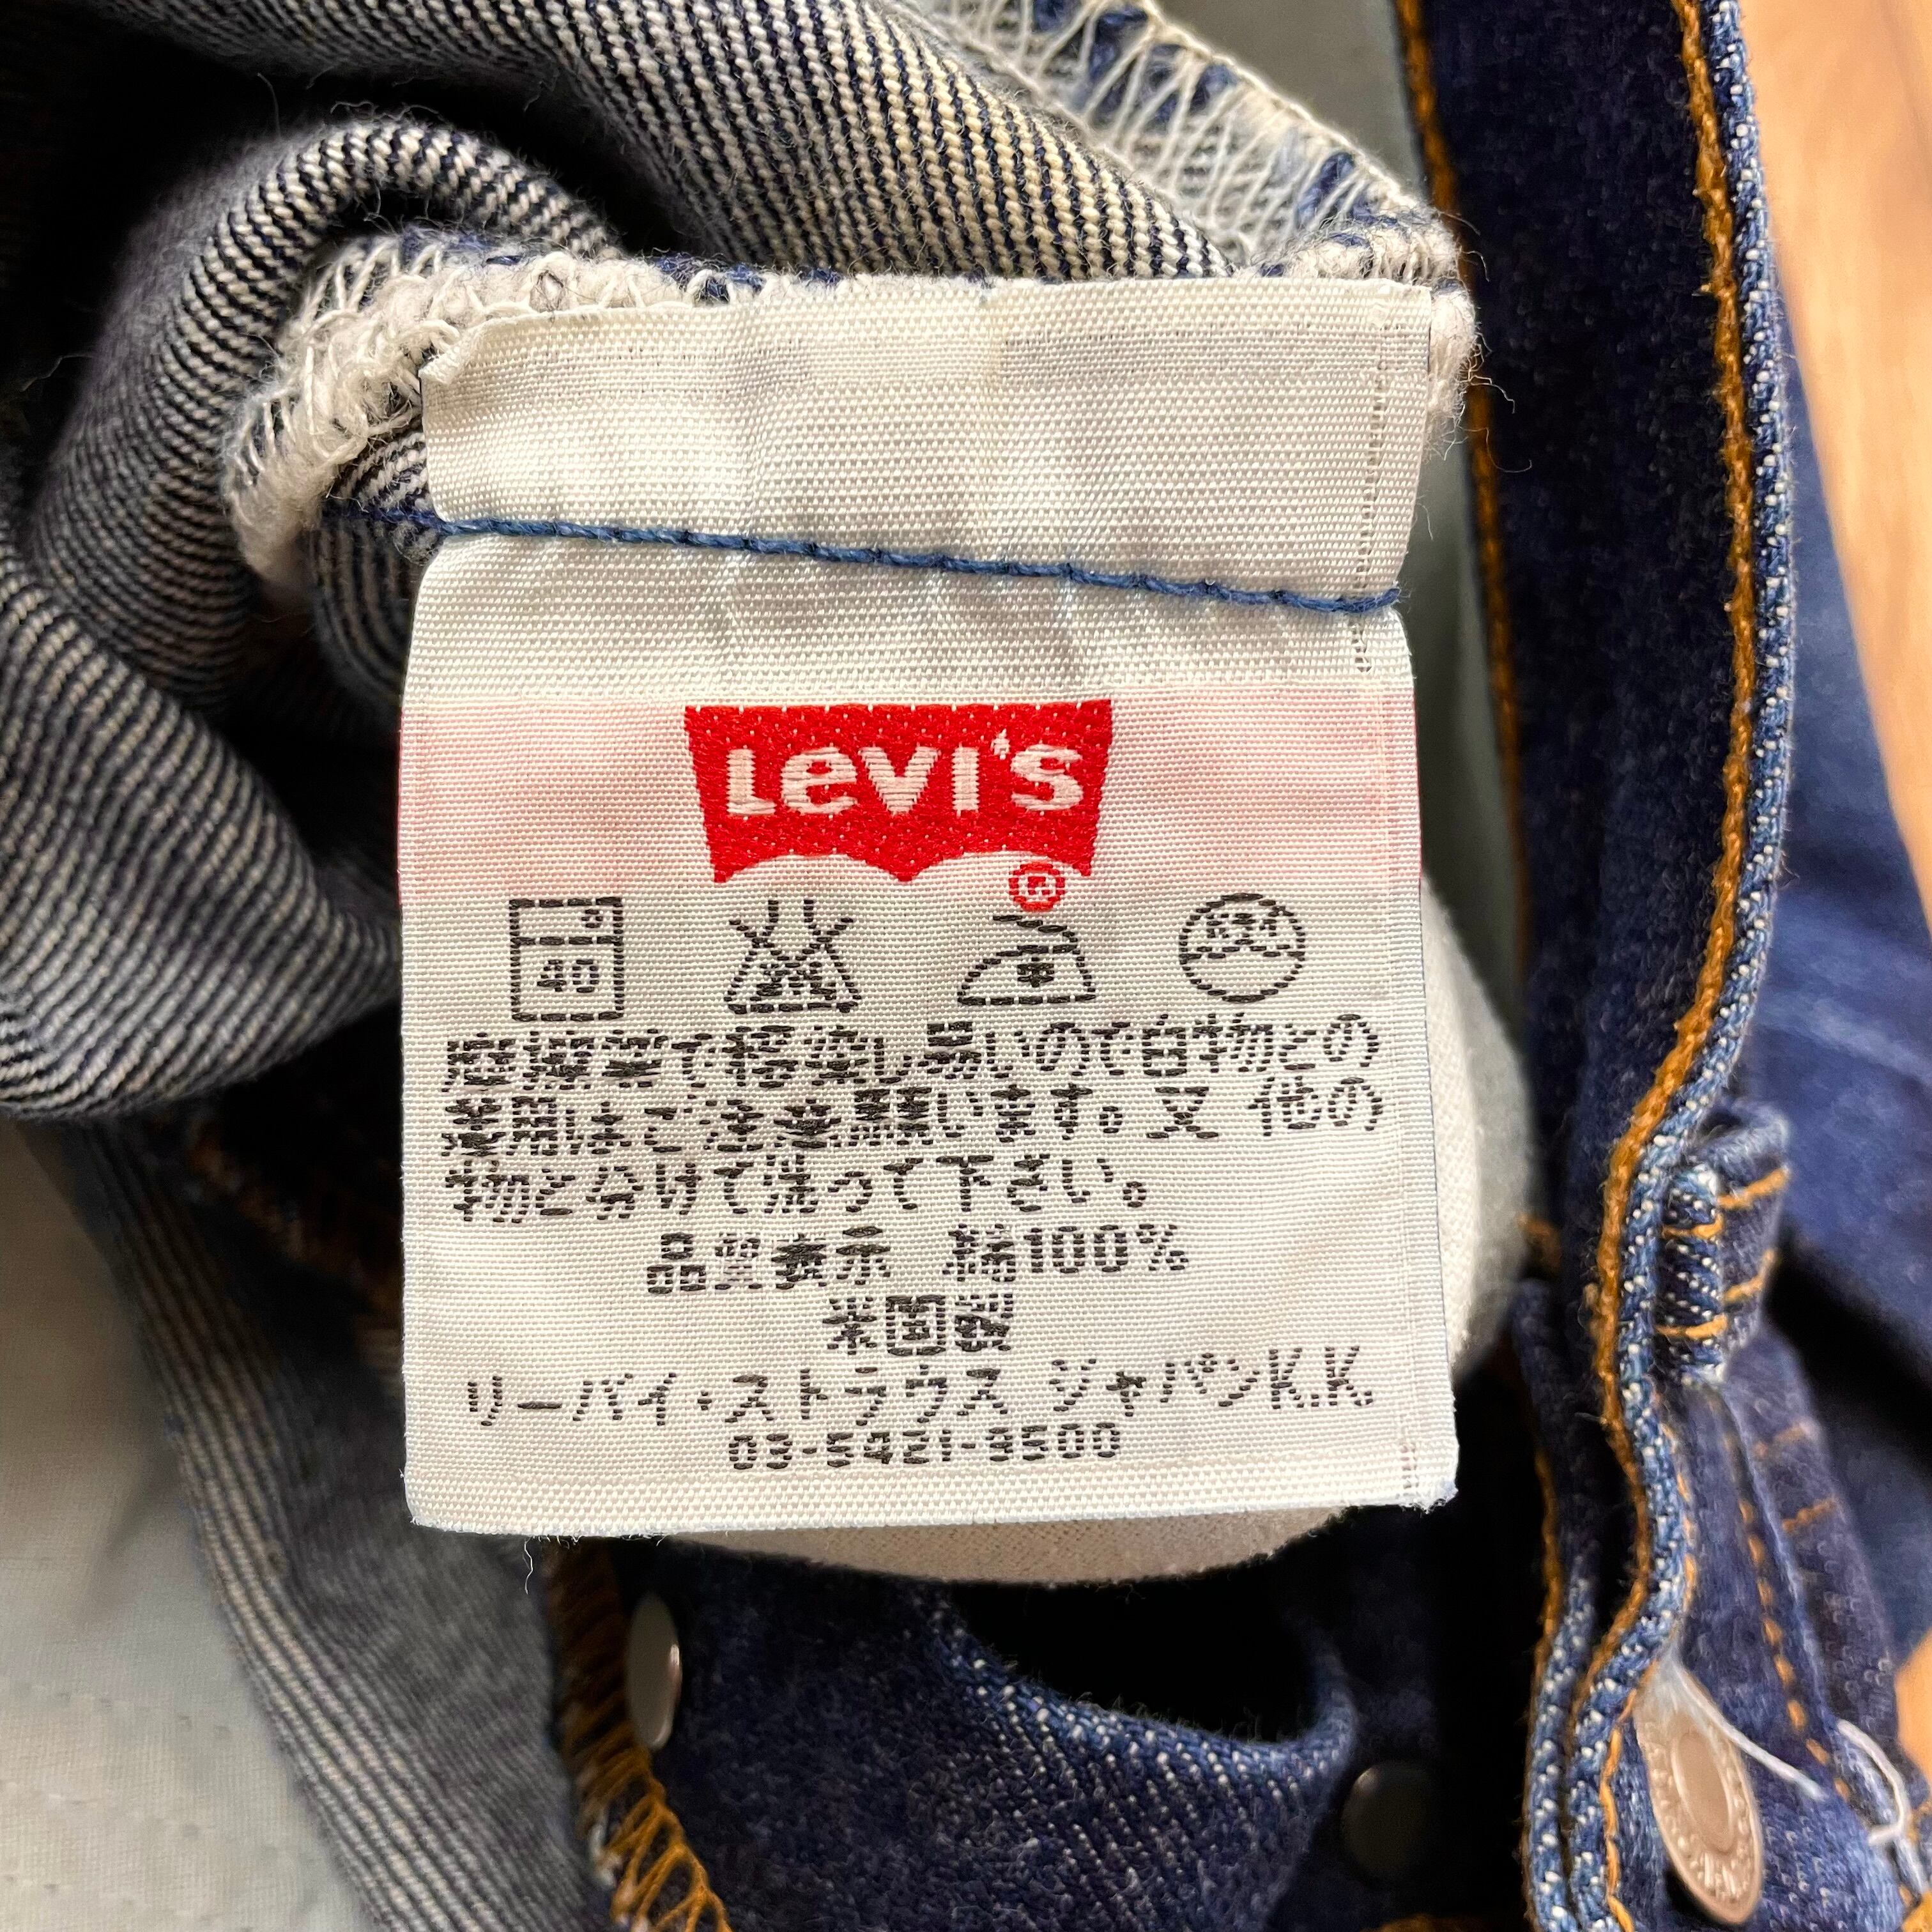 Levi's
®
40
摩擦等で移染し易いので白物との
着用はご注意願います。又 他の
物と分けて洗って下さい。
品質表示 綿100%
米国製
リーバイ・ストラウス ジャパンK.K.
03-5421-3500